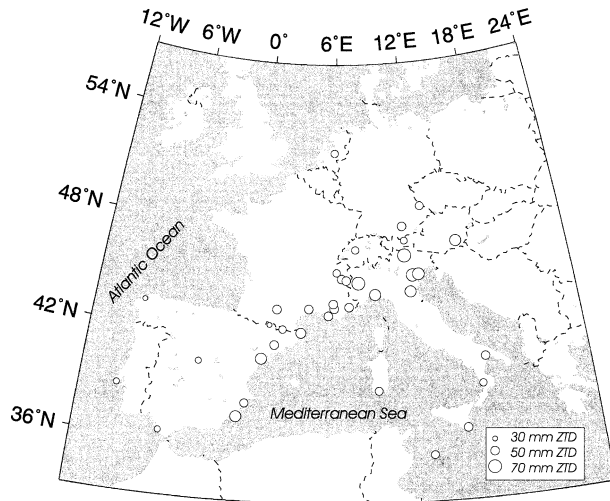 12°W 6°W 0° 6°E 12°E 18°E 24°E
54°N
48°N
Atlantic Ocean
42°N
Mediterranean Sea
36°N
30 mm ZTD
50 mm ZTD
70 mm ZTD